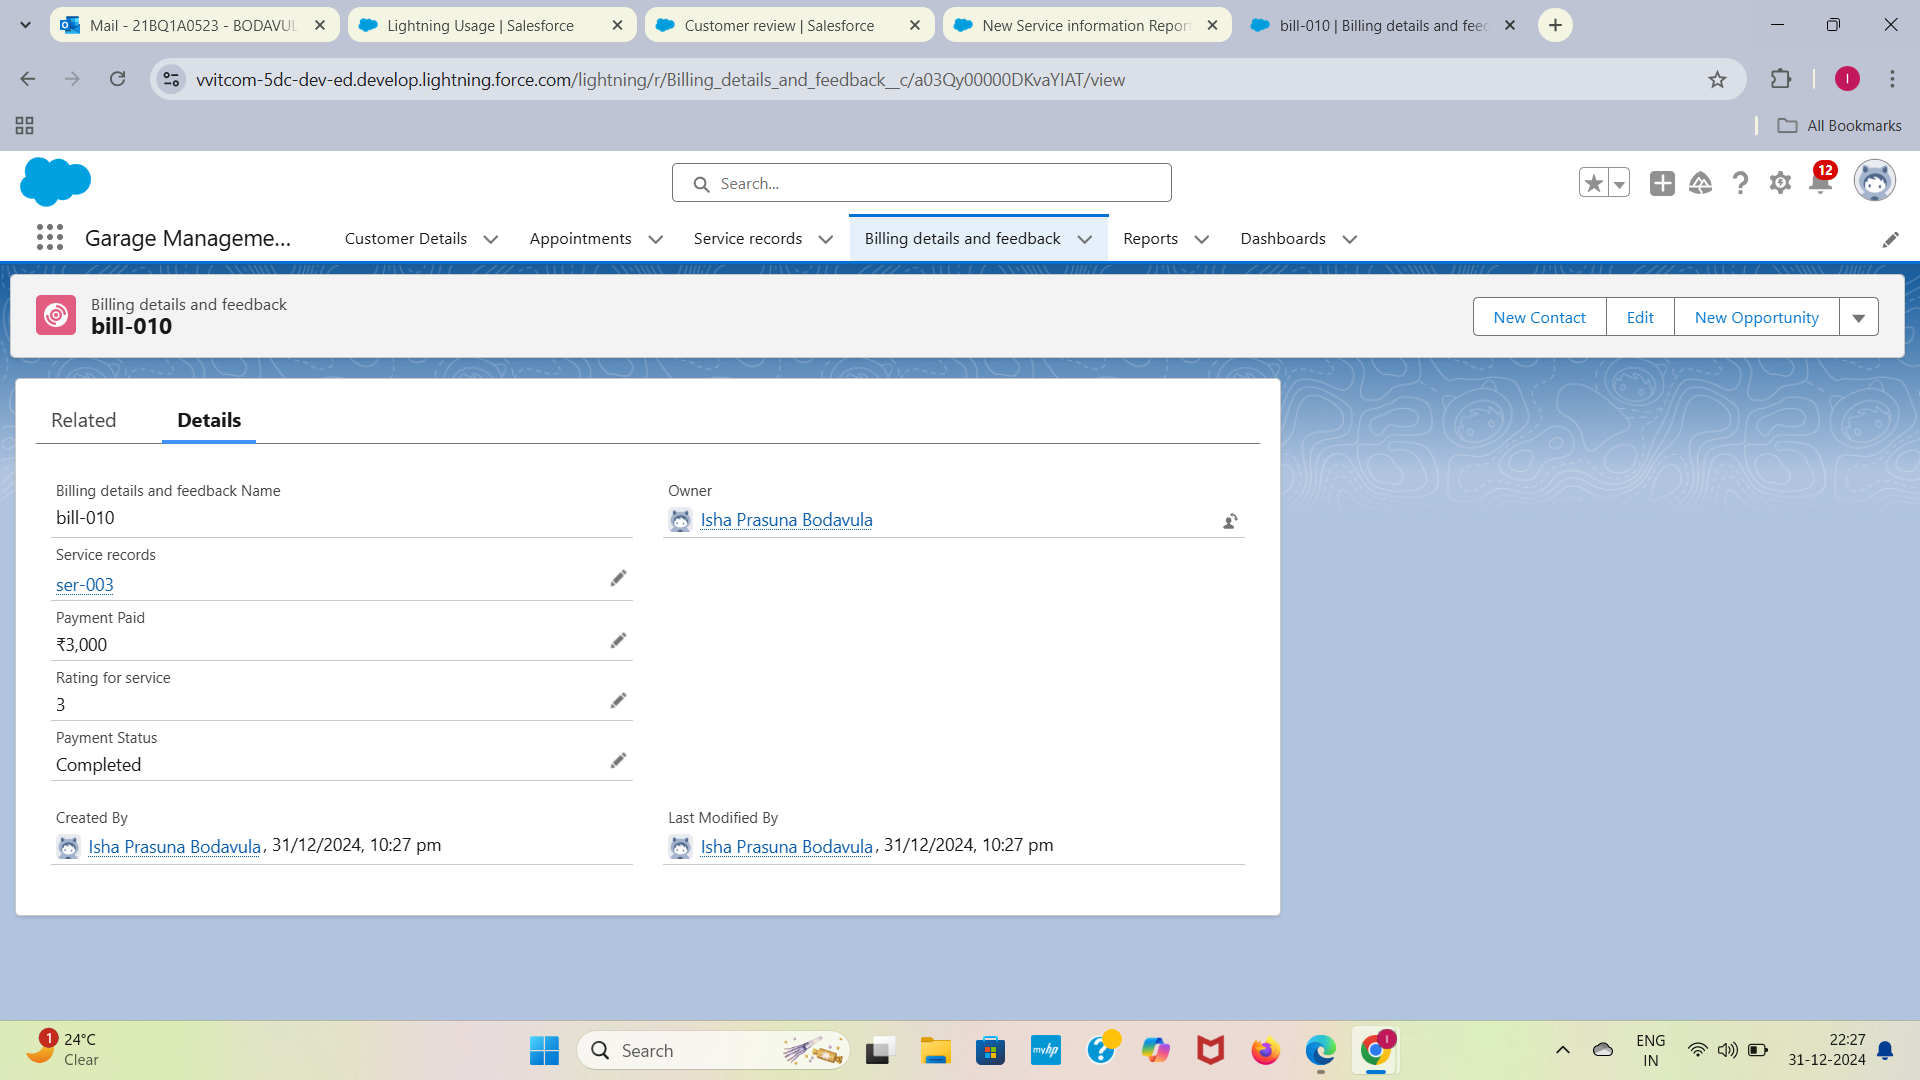 Mail - 21BQ1A0523 - BODAVUL
Lightning Usage | Salesforce
Customer review | Salesforce
New Service information Report
bill-010 | Billing details and feed
vvitcom-5dc-dev-ed.develop.lightning.force.com/lightning/r/Billing_details_and_feedback__c/a03Qy00000DKvaYIAT/view
I
All Bookmarks
Search...
12
Garage Manageme...
Customer Details
Appointments
Service records
Billing details and feedback
Reports
Dashboards
Billing details and feedback
bill-010
New Contact
Edit
New Opportunity
Related
Details
Billing details and feedback Name
bill-010
Owner
Isha Prasuna Bodavula
Service records
ser-003
Payment Paid
₹3,000
Rating for service
3
Payment Status
Completed
Created By
Isha Prasuna Bodavula, 31/12/2024, 10:27 pm
Last Modified By
Isha Prasuna Bodavula, 31/12/2024, 10:27 pm
1
24°C
Clear
Search
myhp
I
ENG
IN
22:27
31-12-2024